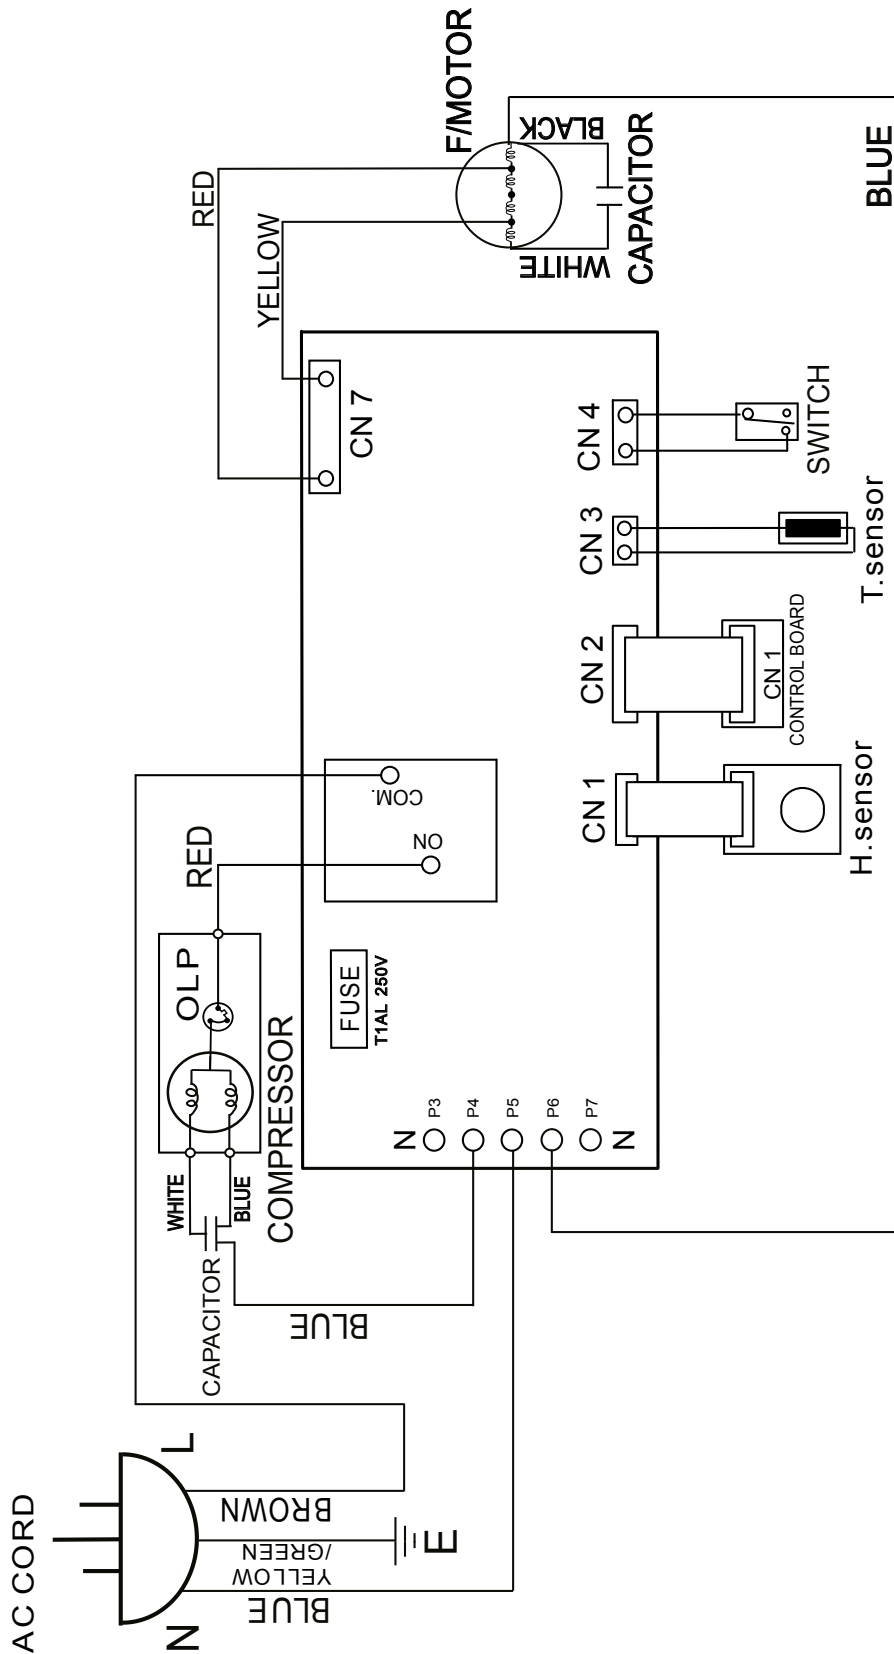 AC CORD
N
L
BLUE
YELLOW
/GREEN
BROWN
E
CAPACITOR
WHITE
BLUE
BLUE
COMPRESSOR
OLP
RED
FUSE
T1AL 250V
N
P3
P4
P5
P6
P7
N
COM.
ON
CN 7
YELLOW
RED
F/MOTOR
BLACK
WHITE
CAPACITOR
BLUE
CN 1
CN 2
CN 3
CN 4
H.sensor
CN 1
CONTROL BOARD
T.sensor
SWITCH